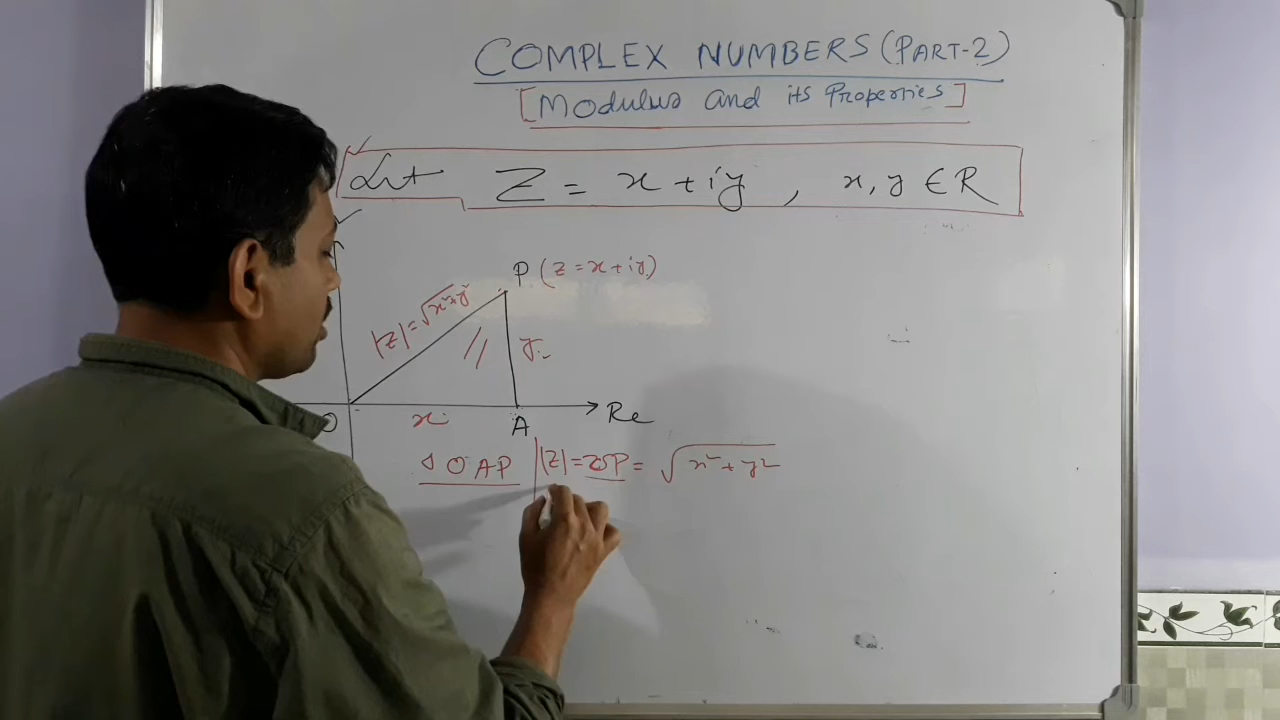 COMPLEX NUMBERS (PART-2)
[Modulus and its Properties]
Let Z = x + iy , x, y ∈ R
P (z = x + iy)
|z| = √x²+y²
y
x
O
A
Re
Δ OAP |z| = OP = √x² + y²